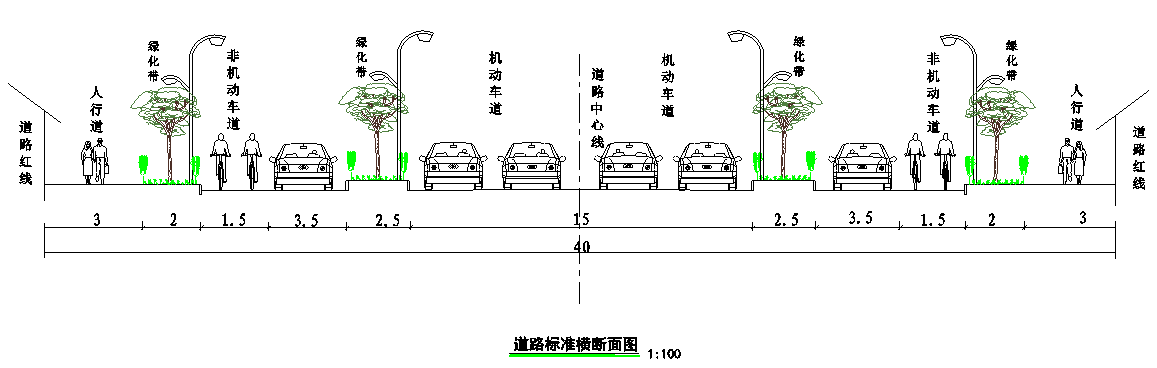 道路红线
人行道
绿化带
非机动车道
绿化带
机动车道
道路中心线
机动车道
绿化带
非机动车道
绿化带
人行道
道路红线
3 2 1.5 3.5 2.5 15 2.5 3.5 1.5 2 3
40
道路标准横断面图 1:100